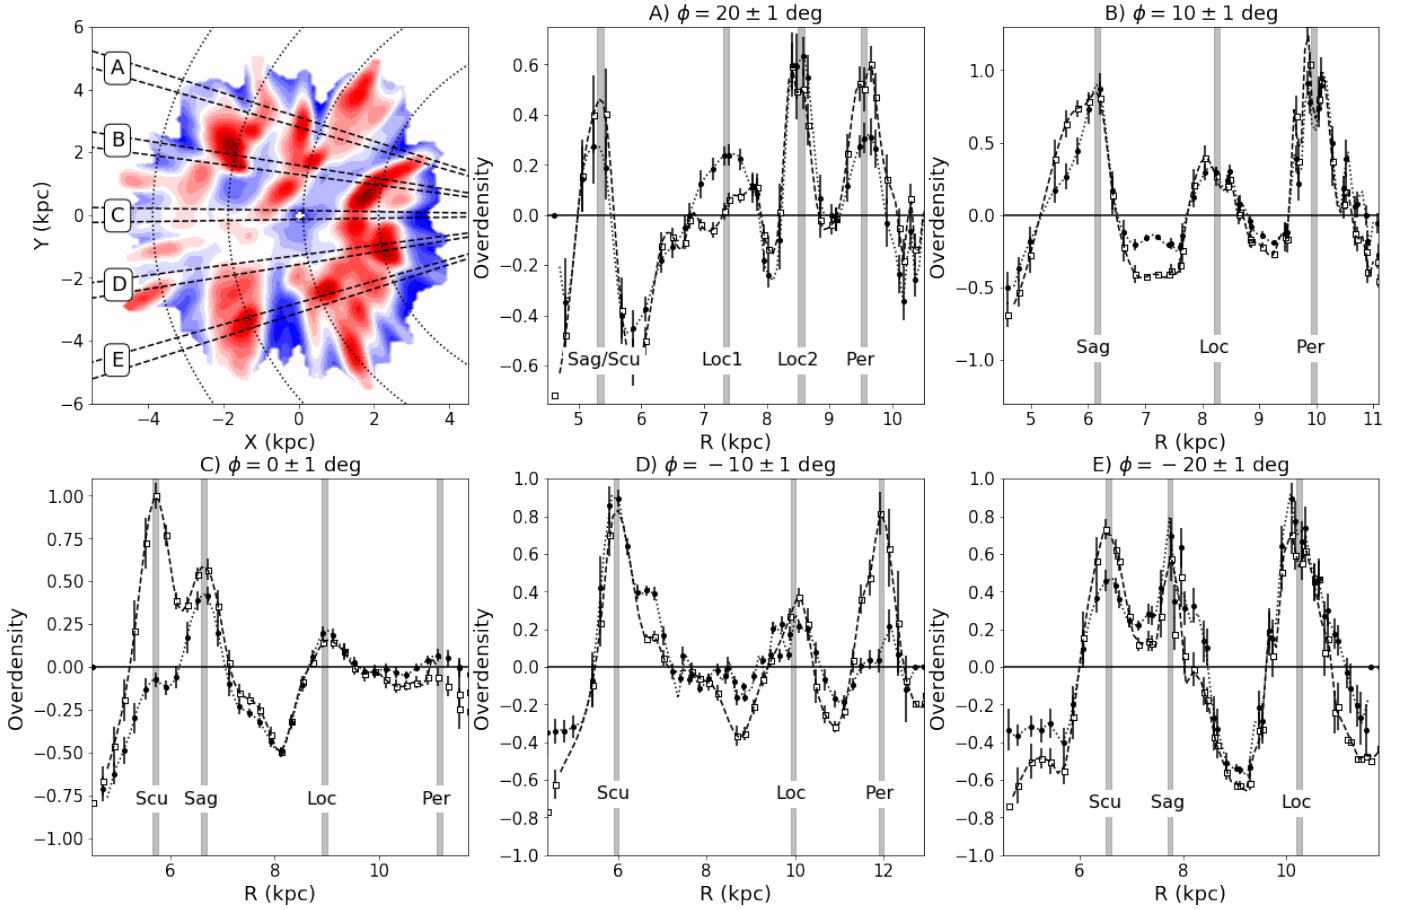 A) ϕ = 20 ± 1 deg
B) ϕ = 10 ± 1 deg
6
4
2
0
−2
−4
−6
Y (kpc)
A
B
C
D
E
−4
−2
0
2
4
X (kpc)
0.6
0.4
0.2
0.0
−0.2
−0.4
−0.6
Overdensity
Sag/Scu
Loc1
Loc2
Per
5
6
7
8
9
10
R (kpc)
1.0
0.5
0.0
−0.5
−1.0
Overdensity
Sag
Loc
Per
5
6
7
8
9
10
11
R (kpc)
C) ϕ = 0 ± 1 deg
D) ϕ = −10 ± 1 deg
E) ϕ = −20 ± 1 deg
1.00
0.75
0.50
0.25
0.00
−0.25
−0.50
−0.75
−1.00
Overdensity
Scu
Sag
Loc
Per
6
8
10
R (kpc)
1.0
0.8
0.6
0.4
0.2
0.0
−0.2
−0.4
−0.6
−0.8
−1.0
Overdensity
Scu
Loc
Per
6
8
10
12
R (kpc)
1.0
0.8
0.6
0.4
0.2
0.0
−0.2
−0.4
−0.6
−0.8
−1.0
Overdensity
Scu
Sag
Loc
6
8
10
R (kpc)